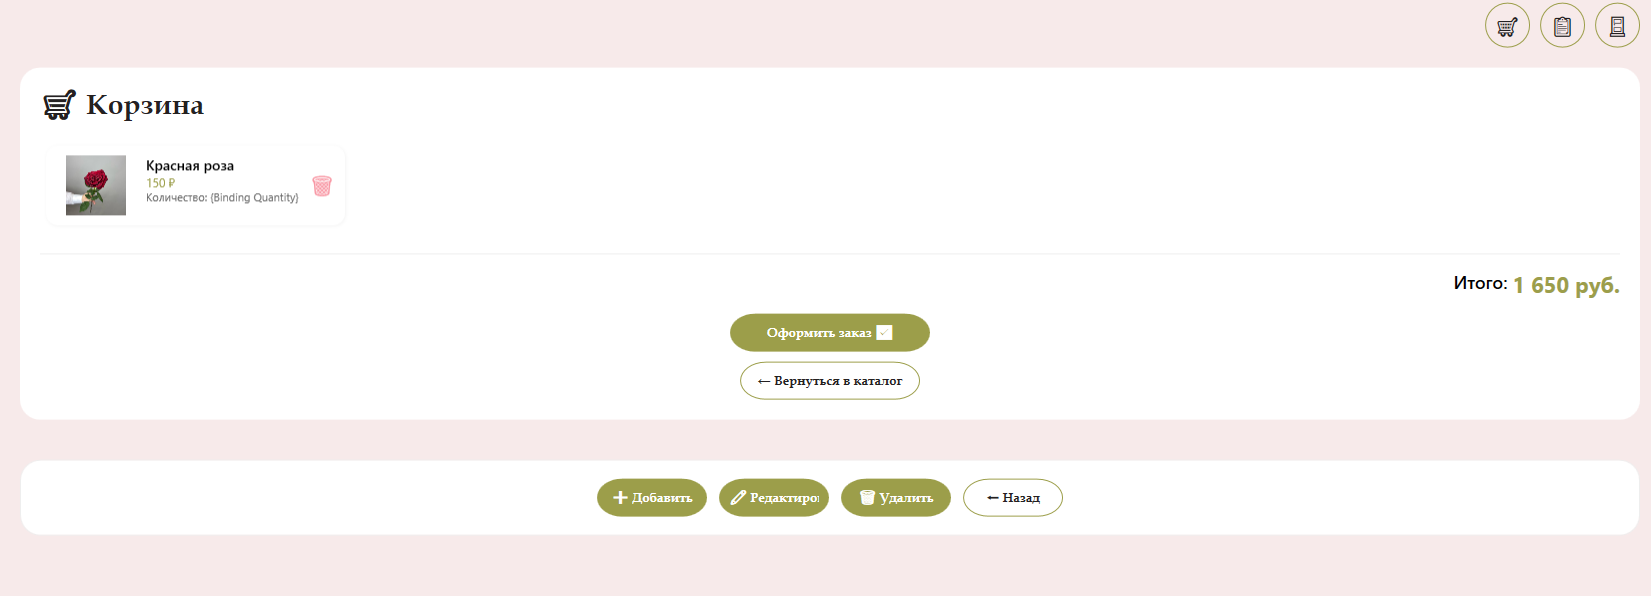 Корзина
Красная роза
150 ₽
Количество: {Binding Quantity}
Итого: 1 650 руб.
Оформить заказ
← Вернуться в каталог
Добавить
Редактиро
Удалить
← Назад